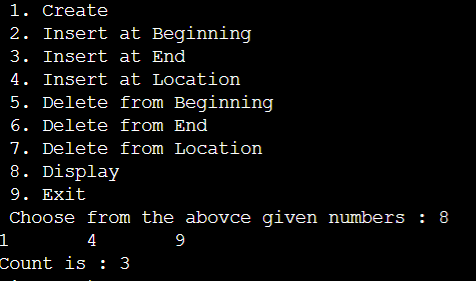 1. Create
2. Insert at Beginning
3. Insert at End
4. Insert at Location
5. Delete from Beginning
6. Delete from End
7. Delete from Location
8. Display
9. Exit
Choose from the abovce given numbers : 8
1 4 9
Count is : 3